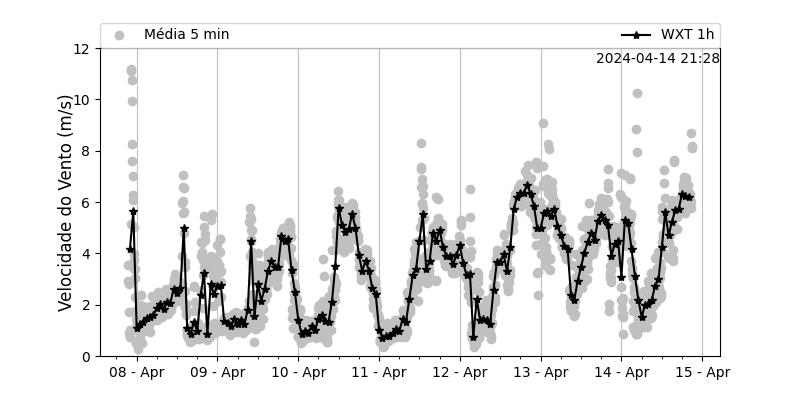 Média 5 min
WXT 1h
2024-04-14 21:28
Velocidade do Vento (m/s)
12
10
8
6
4
2
0
08 - Apr 09 - Apr 10 - Apr 11 - Apr 12 - Apr 13 - Apr 14 - Apr 15 - Apr